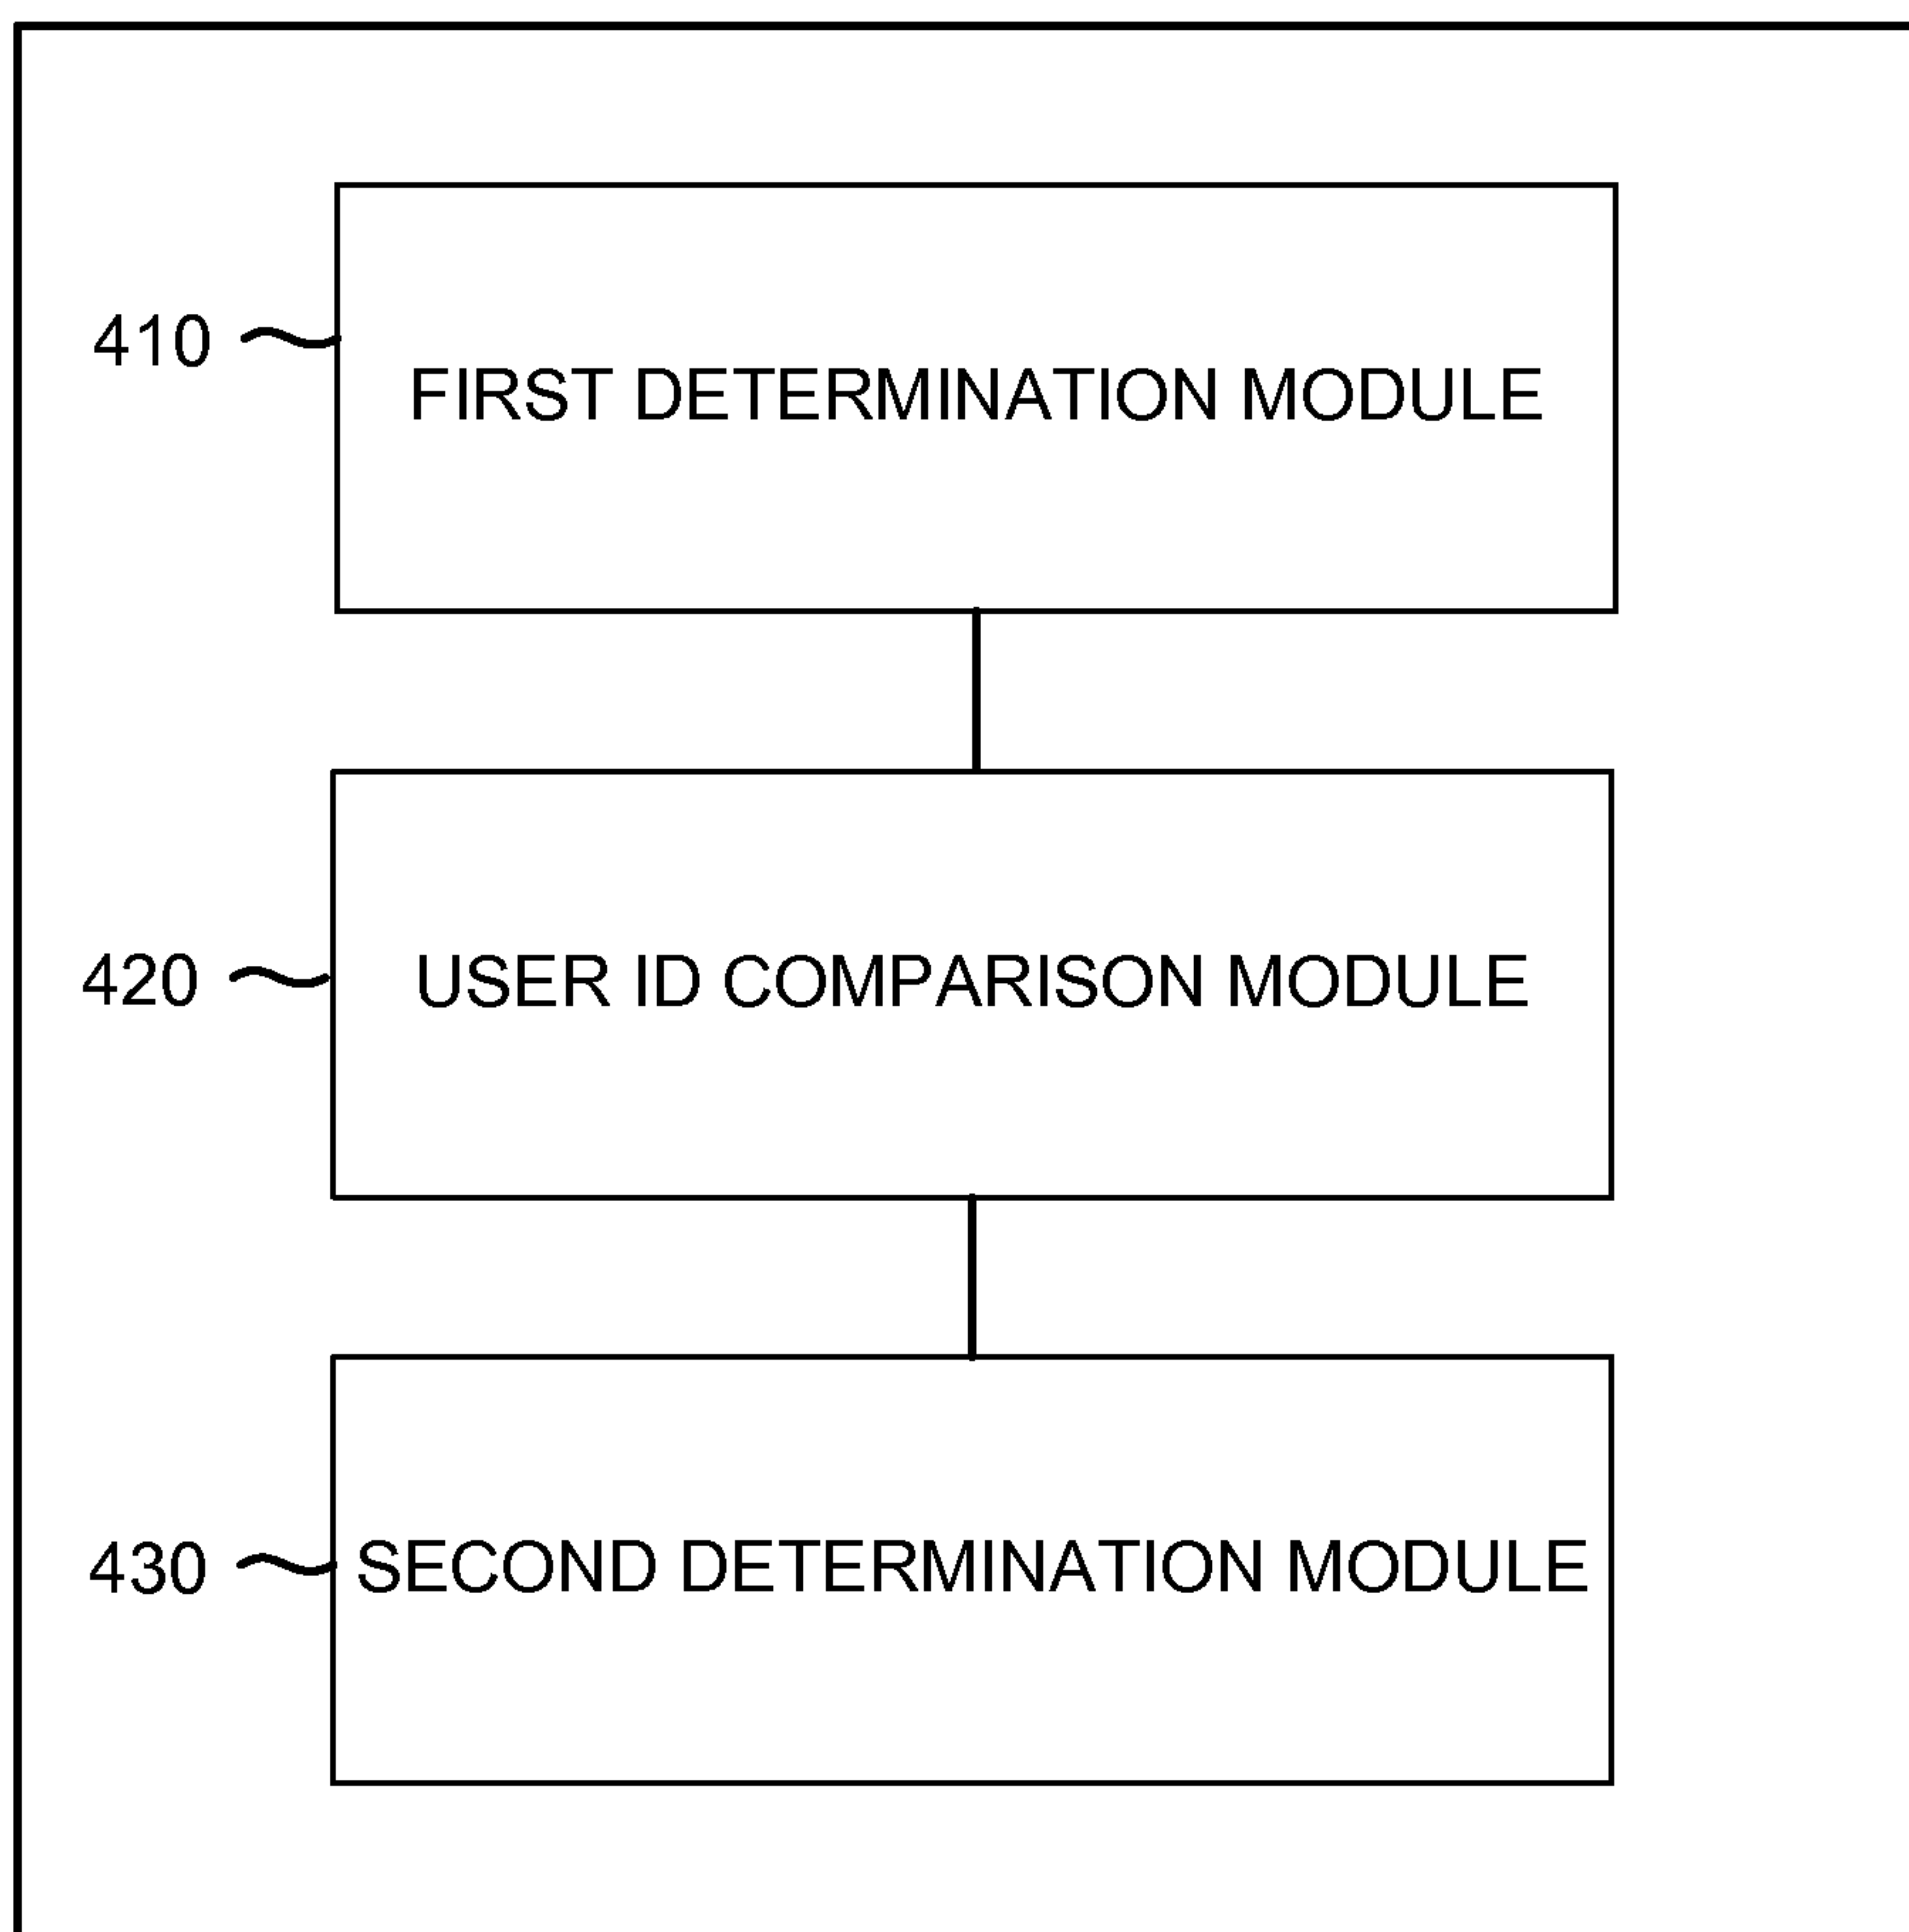 410
FIRST DETERMINATION MODULE
420
USER ID COMPARISON MODULE
430
SECOND DETERMINATION MODULE